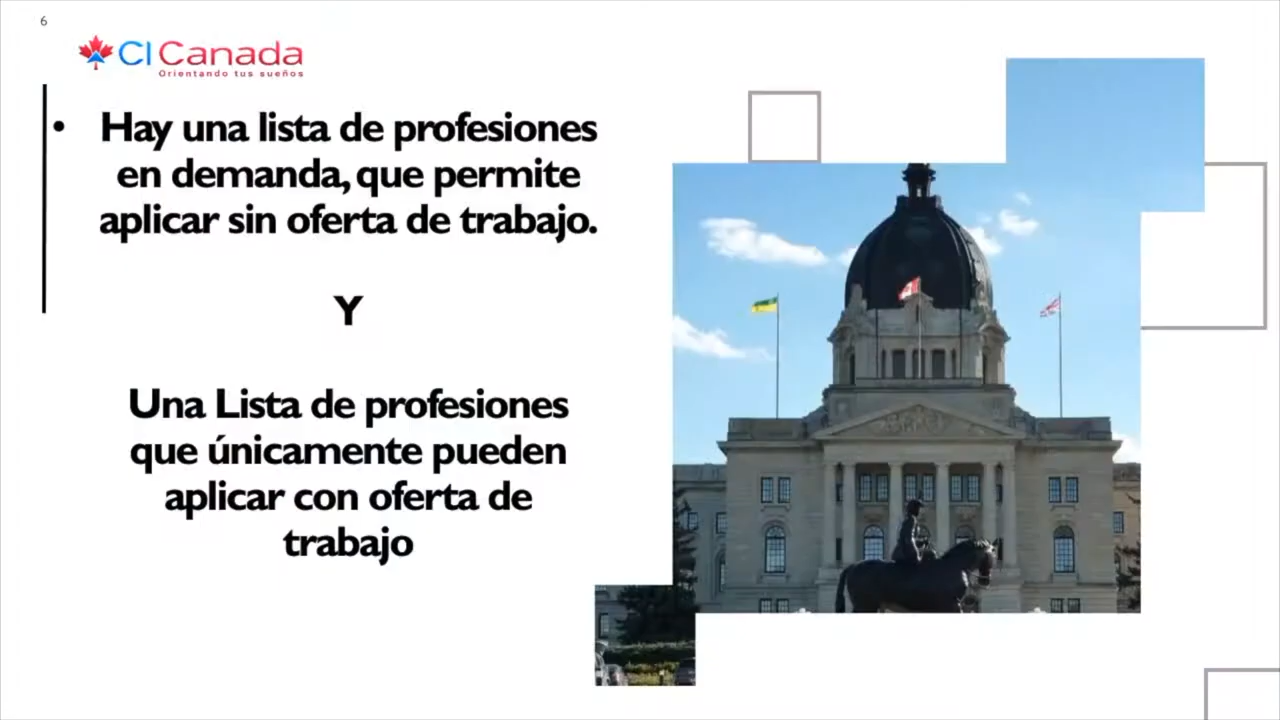 6
CI Canada
Orientando tus sueños
• Hay una lista de profesiones
en demanda, que permite
aplicar sin oferta de trabajo.
Y
Una Lista de profesiones
que únicamente pueden
aplicar con oferta de
trabajo